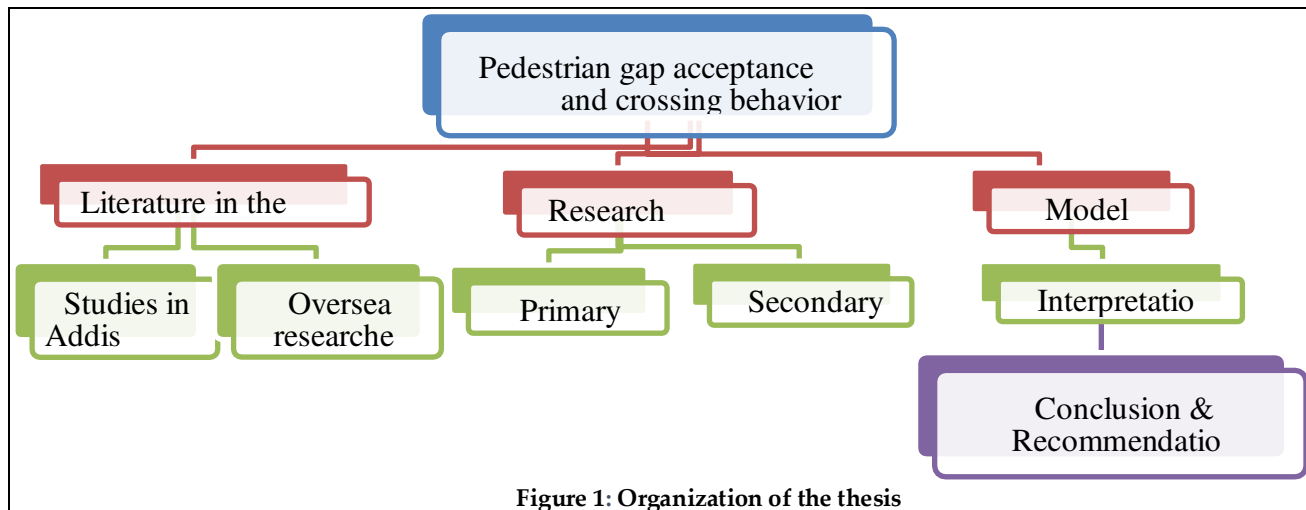 Pedestrian gap acceptance
and crossing behavior
Literature in the
Research
Model
Studies in
Addis
Oversea
researche
Primary
Secondary
Interpretatio
Conclusion &
Recommendatio
Figure 1: Organization of the thesis